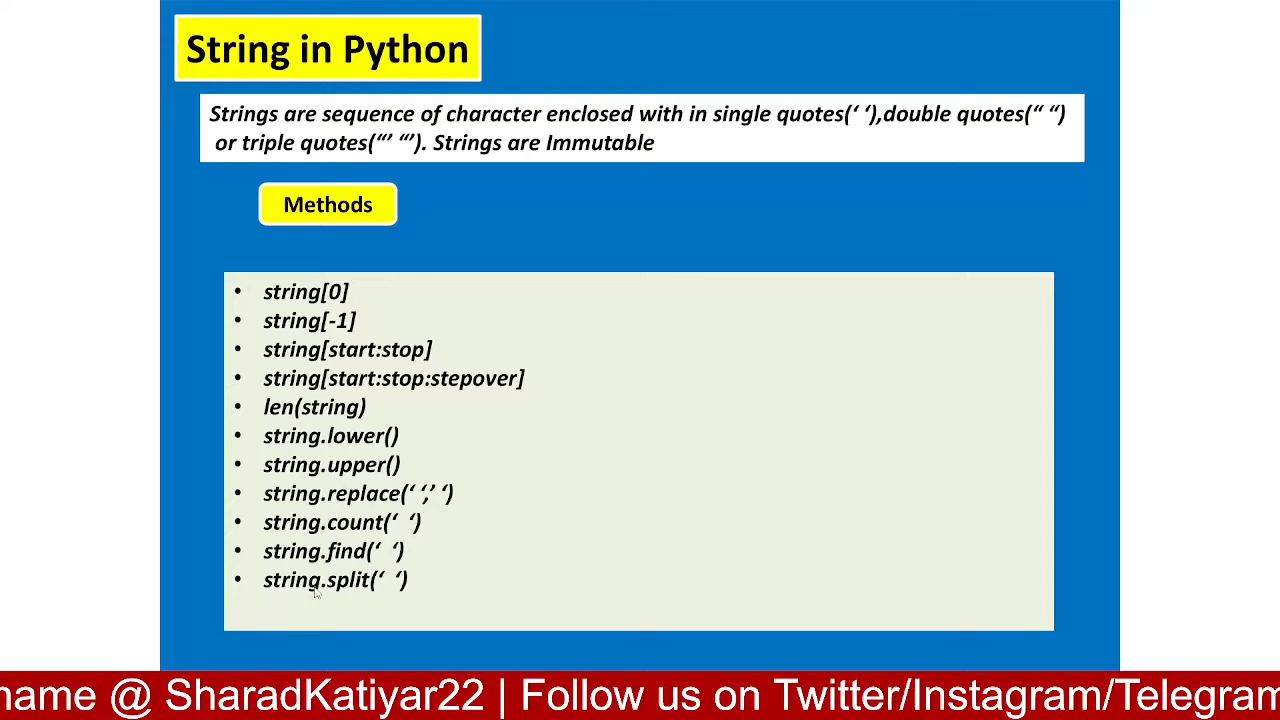 String in Python
Strings are sequence of character enclosed with in single quotes(‘ ‘),double quotes(“ “)
or triple quotes(“’ “’). Strings are Immutable
Methods
• string[0]
• string[-1]
• string[start:stop]
• string[start:stop:stepover]
• len(string)
• string.lower()
• string.upper()
• string.replace(‘ ‘,’ ‘)
• string.count(‘  ‘)
• string.find(‘  ‘)
• string.split(‘  ‘)
name @ SharadKatiyar22 | Follow us on Twitter/Instagram/Telegram